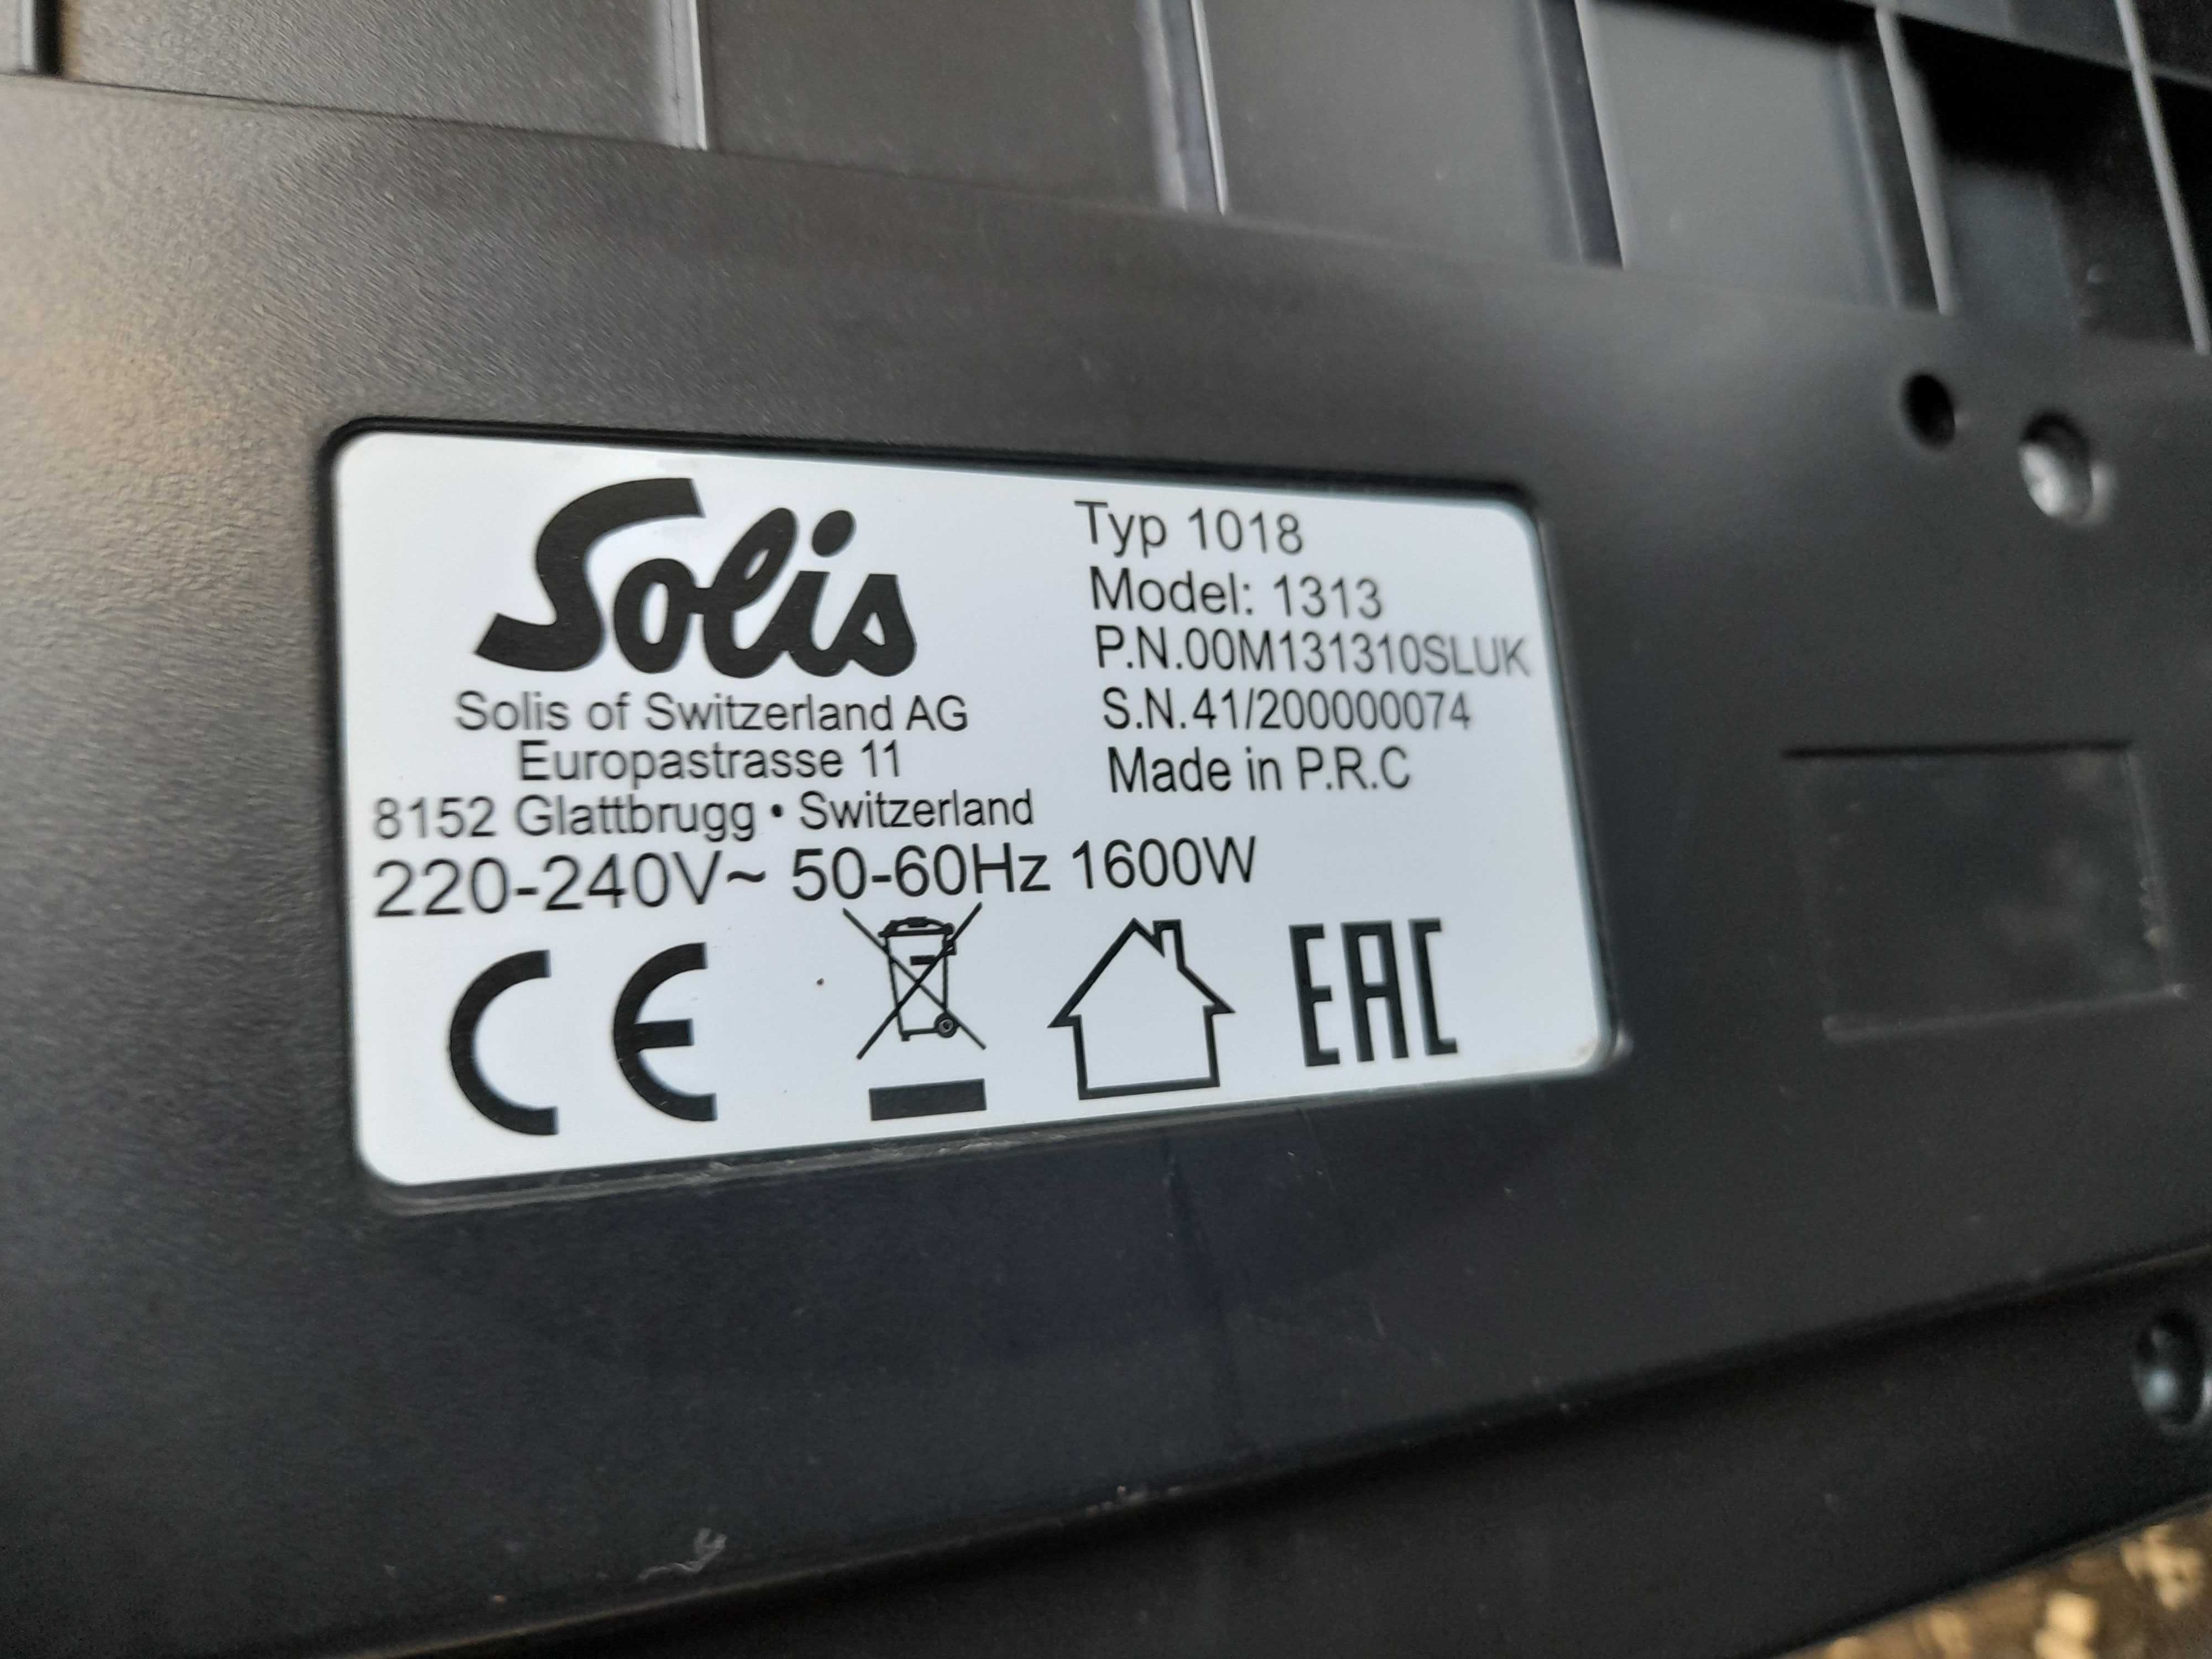 Solis
Solis of Switzerland AG
Europastrasse 11
8152 Glattbrugg • Switzerland
Typ 1018
Model: 1313
P.N.00M131310SLUK
S.N.41/200000074
Made in P.R.C
220-240V~ 50-60Hz 1600W
CE
EAC